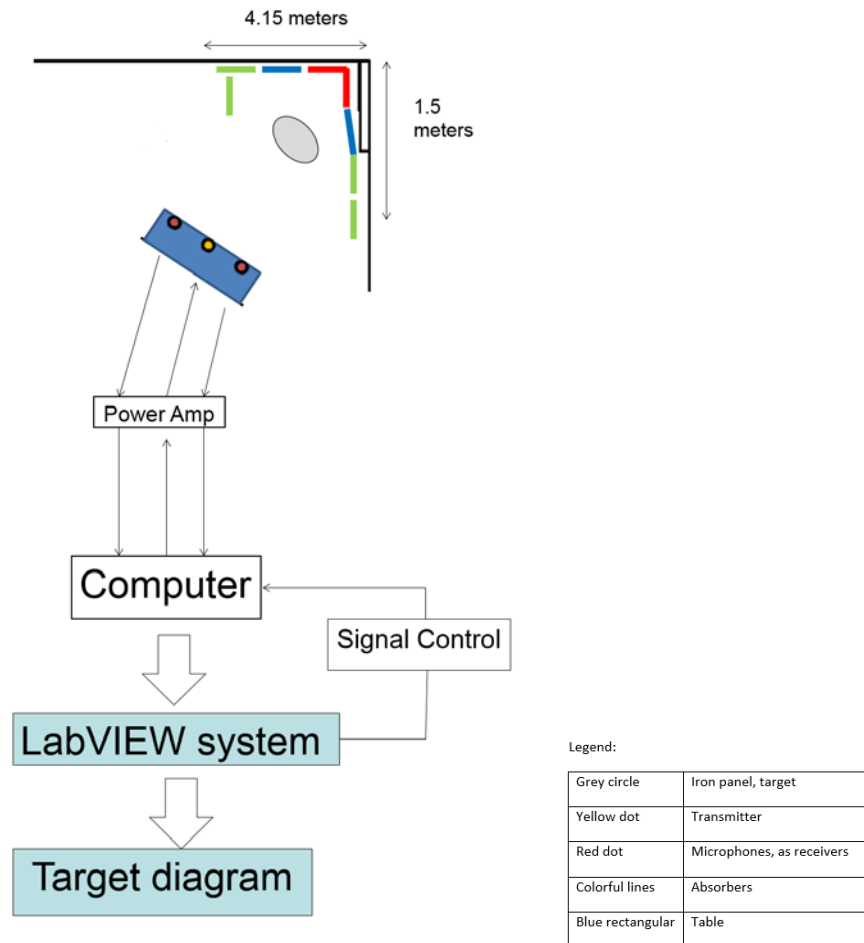 4.15 meters
1.5
meters
Power Amp
Computer
Signal Control
LabVIEW system
Target diagram
Legend:
Grey circle Iron panel, target
Yellow dot Transmitter
Red dot Microphones, as receivers
Colorful lines Absorbers
Blue rectangular Table